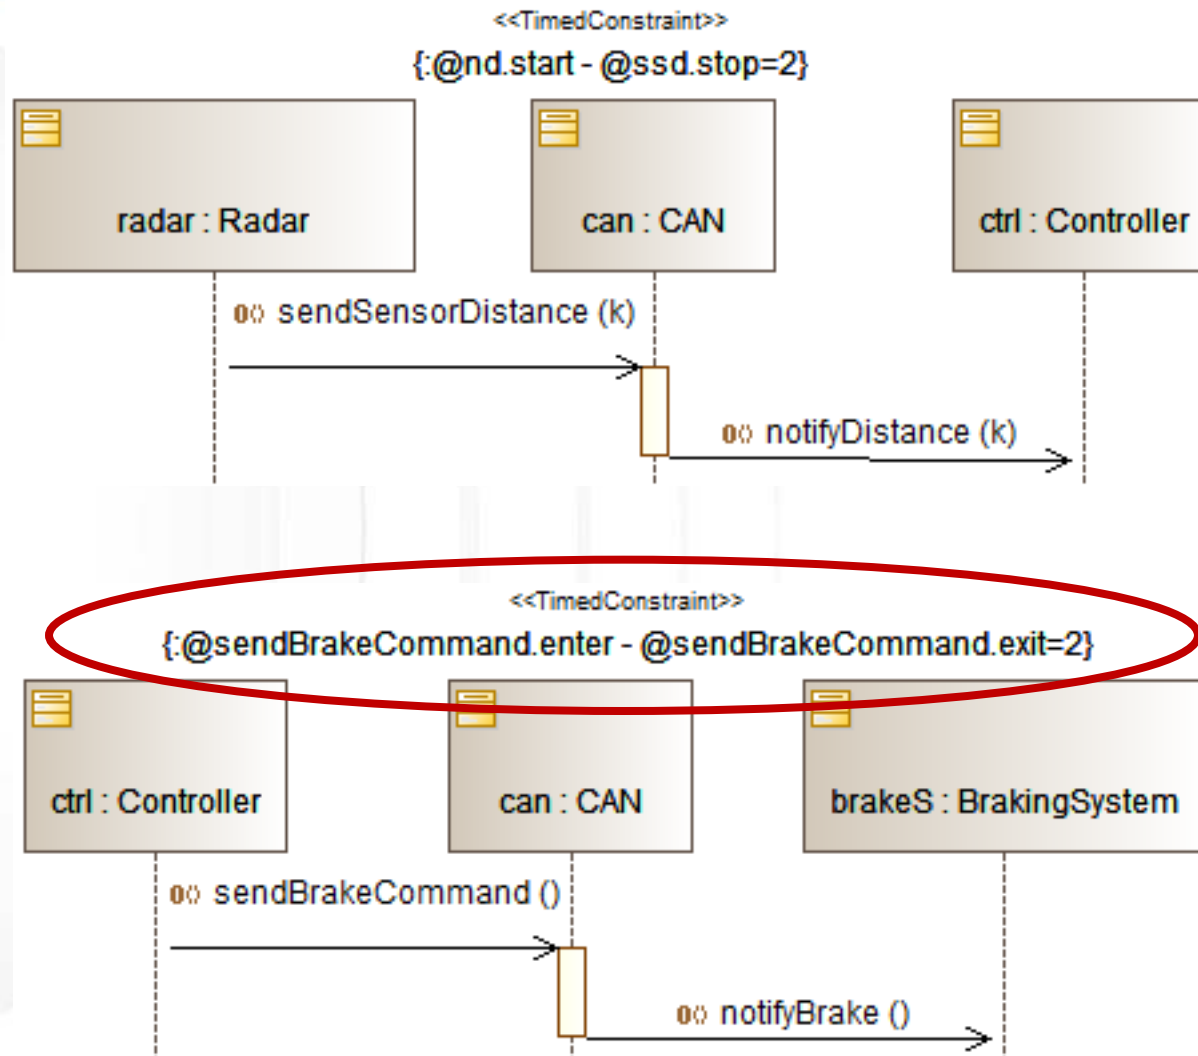 <<TimedConstraint>>
{:@nd.start - @ssd.stop=2}
radar : Radar
can : CAN
ctrl : Controller
sendSensorDistance (k)
notifyDistance (k)
<<TimedConstraint>>
{:@sendBrakeCommand.enter - @sendBrakeCommand.exit=2}
ctrl : Controller
can : CAN
brakeS : BrakingSystem
sendBrakeCommand ()
notifyBrake ()